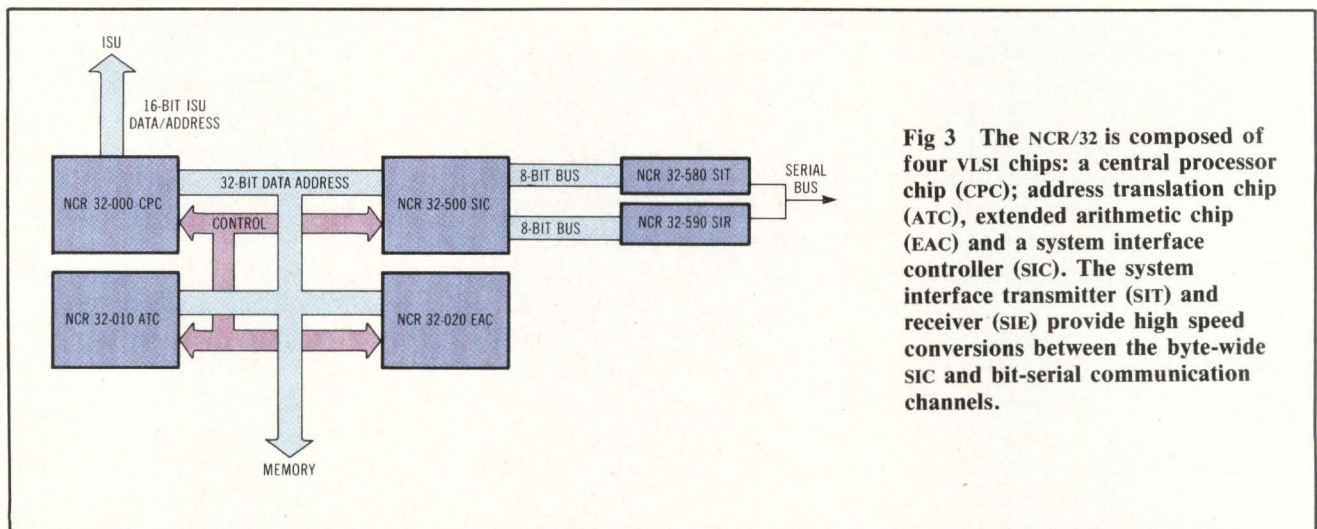 ISU
16-BIT ISU
DATA/ADDRESS
NCR 32-000 CPC
32-BIT DATA ADDRESS
CONTROL
NCR 32-500 SIC
8-BIT BUS
NCR 32-580 SIT
8-BIT BUS
NCR 32-590 SIR
SERIAL
BUS
NCR 32-010 ATC
NCR 32-020 EAC
MEMORY
Fig 3 The NCR/32 is composed of
four VLSI chips: a central processor
chip (CPC); address translation chip
(ATC), extended arithmetic chip
(EAC) and a system interface
controller (SIC). The system
interface transmitter (SIT) and
receiver (SIE) provide high speed
conversions between the byte-wide
SIC and bit-serial communication
channels.